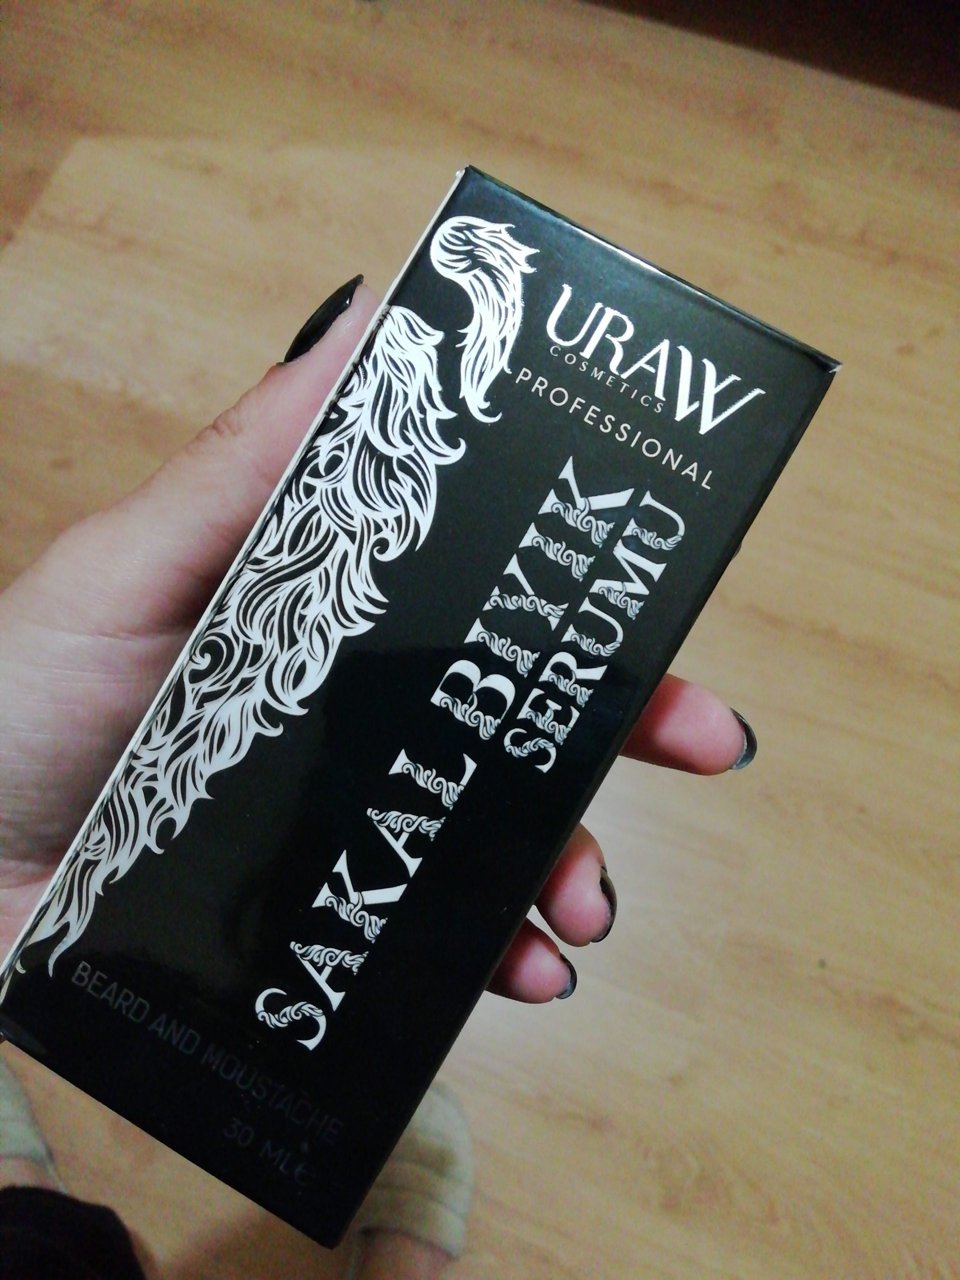 URAW
COSMETICS
PROFESSIONAL
SAKAL BIYIK
SERUMU
BEARD AND MOUSTACHE
30 ML ℮